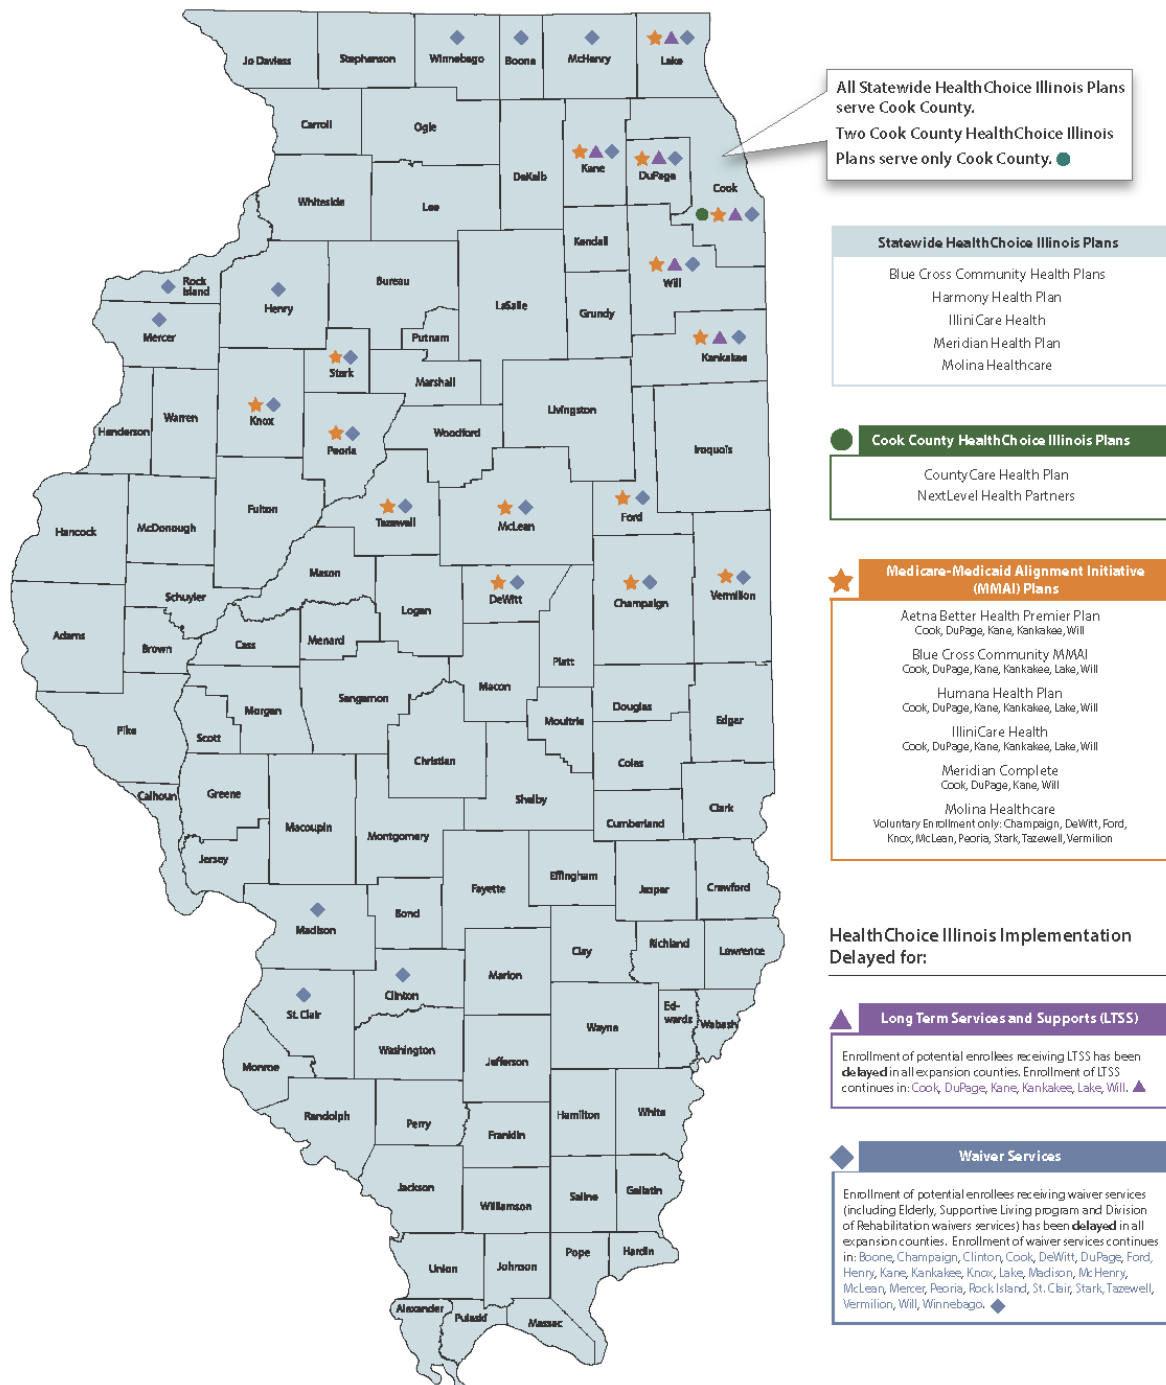 Jo Daviess
Stephenson
Winnebago
Boone
McHenry
Lake
All Statewide HealthChoice Illinois Plans
serve Cook County.
Two Cook County HealthChoice Illinois
Plans serve only Cook County.
Carroll
Ogle
DeKalb
Kane
DuPage
Cook
Whiteside
Lee
Kendall
Will
Rock
Island
Henry
Bureau
LaSalle
Grundy
Mercer
Putnam
Kankakee
Stark
Marshall
Knox
Peoria
Woodford
Livingston
Iroquois
Henderson
Warren
Hancock
McDonough
Fulton
Tazewell
McLean
Ford
Mason
Schuyler
Logan
DeWitt
Champaign
Vermilion
Adams
Brown
Cass
Menard
Piatt
Pike
Scott
Morgan
Sangamon
Macon
Moultrie
Douglas
Edgar
Christian
Coles
Calhoun
Greene
Macoupin
Montgomery
Shelby
Cumberland
Clark
Jersey
Fayette
Effingham
Jasper
Crawford
Madison
Bond
Clay
Richland
Lawrence
Marion
St. Clair
Clinton
Wayne
Ed-
wards
Wabash
Monroe
Washington
Jefferson
Randolph
Perry
Franklin
Hamilton
White
Jackson
Williamson
Saline
Gallatin
Union
Johnson
Pope
Hardin
Alexander
Pulaski
Massac
Statewide HealthChoice Illinois Plans
Blue Cross Community Health Plans
Harmony Health Plan
IlliniCare Health
Meridian Health Plan
Molina Healthcare
Cook County HealthChoice Illinois Plans
CountyCare Health Plan
NextLevel Health Partners
Medicare-Medicaid Alignment Initiative
(MMAI) Plans
Aetna Better Health Premier Plan
Cook, DuPage, Kane, Kankakee, Will
Blue Cross Community MMAI
Cook, DuPage, Kane, Kankakee, Lake, Will
Humana Health Plan
Cook, DuPage, Kane, Kankakee, Lake, Will
IlliniCare Health
Cook, DuPage, Kane, Kankakee, Lake, Will
Meridian Complete
Cook, DuPage, Kane, Will
Molina Healthcare
Voluntary Enrollment only: Champaign, DeWitt, Ford,
Knox, McLean, Peoria, Stark, Tazewell, Vermilion
HealthChoice Illinois Implementation
Delayed for:
Long Term Services and Supports (LTSS)
Enrollment of potential enrollees receiving LTSS has been
delayed in all expansion counties. Enrollment of LTSS
continues in: Cook, DuPage, Kane, Kankakee, Lake, Will.
Waiver Services
Enrollment of potential enrollees receiving waiver services
(including Elderly, Supportive Living program and Division
of Rehabilitation waivers services) has been delayed in all
expansion counties. Enrollment of waiver services continues
in: Boone, Champaign, Clinton, Cook, DeWitt, DuPage, Ford,
Henry, Kane, Kankakee, Knox, Lake, Madison, McHenry,
McLean, Mercer, Peoria, Rock Island, St. Clair, Stark, Tazewell,
Vermilion, Will, Winnebago.